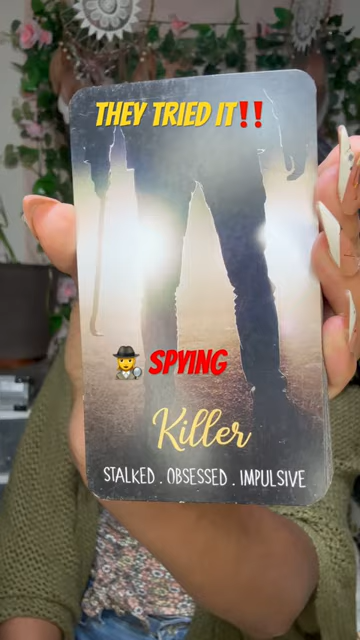 THEY TRIED IT‼️
🕵️ SPYING
Killer
STALKED . OBSESSED . IMPULSIVE